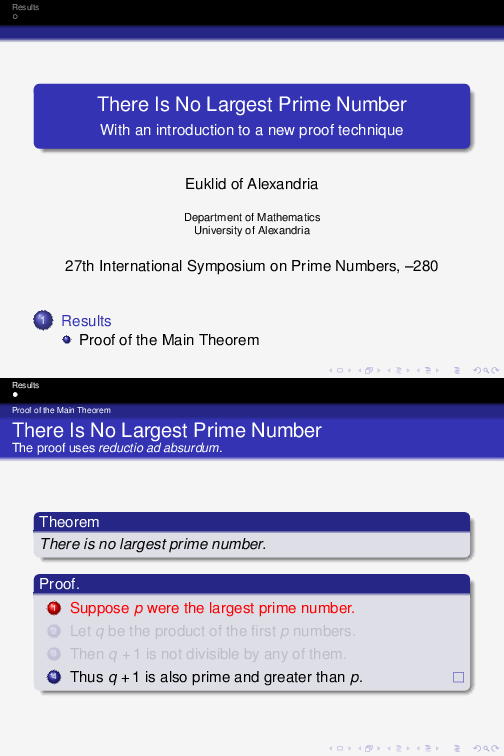 Results
There Is No Largest Prime Number
With an introduction to a new proof technique
Euklid of Alexandria
Department of Mathematics
University of Alexandria
27th International Symposium on Prime Numbers, –280
1 Results
Proof of the Main Theorem
Results
Proof of the Main Theorem
There Is No Largest Prime Number
The proof uses reductio ad absurdum.
Theorem
There is no largest prime number.
Proof.
1 Suppose p were the largest prime number.
2 Let q be the product of the first p numbers.
3 Then q + 1 is not divisible by any of them.
4 Thus q + 1 is also prime and greater than p.